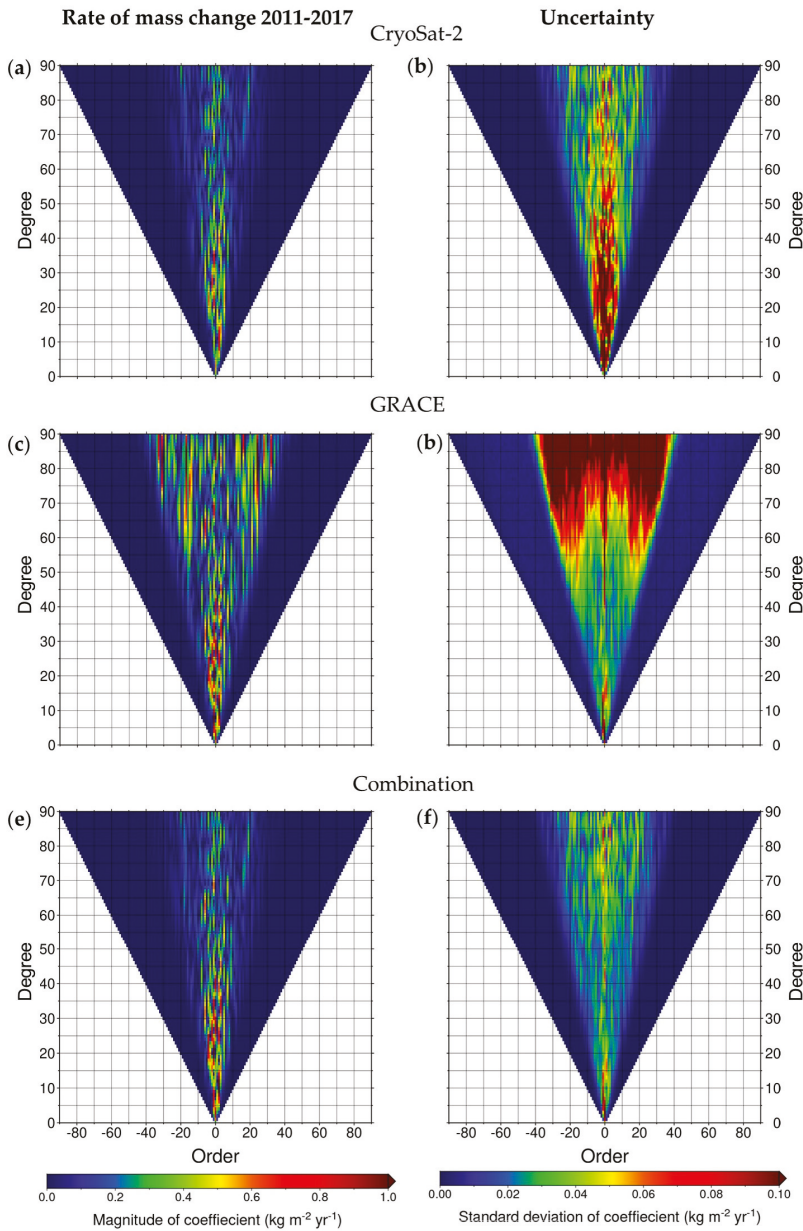 Rate of mass change 2011-2017 Uncertainty
CryoSat-2
(a) (b)
90 90
80 80
70 70
60 60
50 50
40 40
30 30
20 20
10 10
0 0
Degree Degree
GRACE
(c) (b)
90 90
80 80
70 70
60 60
50 50
40 40
30 30
20 20
10 10
0 0
Degree Degree
Combination
(e) (f)
90 90
80 80
70 70
60 60
50 50
40 40
30 30
20 20
10 10
0 0
Degree Degree
-80 -60 -40 -20 0 20 40 60 80 -80 -60 -40 -20 0 20 40 60 80
Order Order
0.0 0.2 0.4 0.6 0.8 1.0 0.00 0.02 0.04 0.06 0.08 0.10
Magnitude of coeffiecient (kg m⁻² yr⁻¹) Standard deviation of coeffiecient (kg m⁻² yr⁻¹)